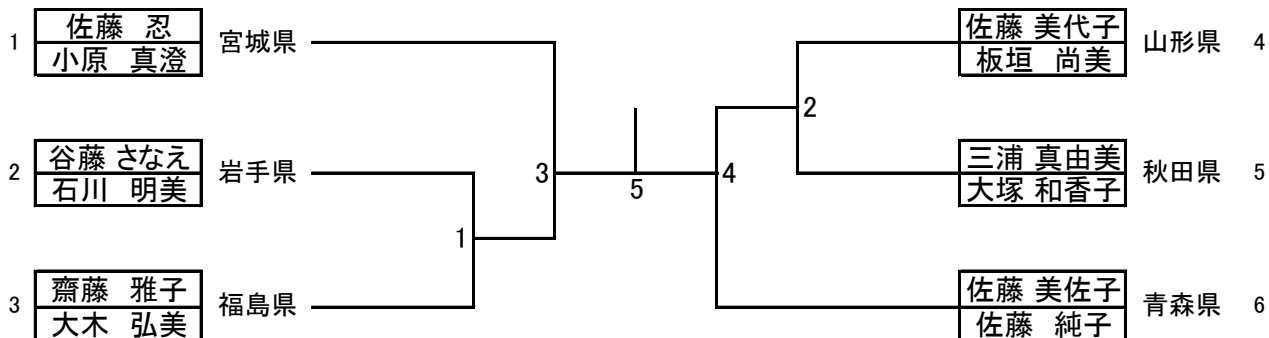 1 佐藤 忍 宮城県
小原 真澄
2 谷藤 さなえ 岩手県
石川 明美
3 齋藤 雅子 福島県
大木 弘美
1
3
5
4
2
佐藤 美代子 山形県 4
板垣 尚美
三浦 真由美 秋田県 5
大塚 和香子
佐藤 美佐子 青森県 6
佐藤 純子